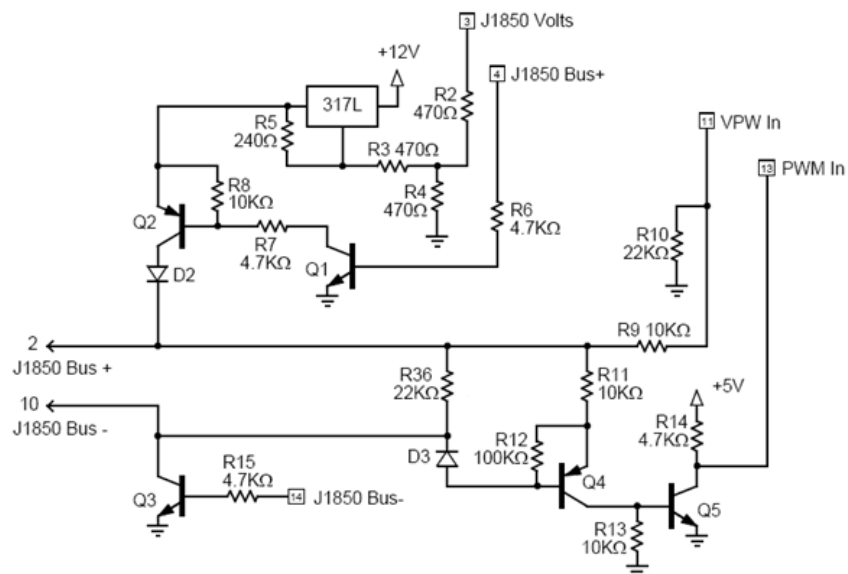 3 J1850 Volts
+12V
4 J1850 Bus+
317L
R2
470Ω
R5
240Ω
R3 470Ω
R4
470Ω
11 VPW In
13 PWM In
R8
10KΩ
Q2
R7
4.7KΩ
Q1
R6
4.7KΩ
R10
22KΩ
D2
R9 10KΩ
2
J1850 Bus +
R36
22KΩ
R11
10KΩ
+5V
10
J1850 Bus -
R14
4.7KΩ
D3
R12
100KΩ
Q4
R15
4.7KΩ
Q3
14 J1850 Bus-
Q5
R13
10KΩ